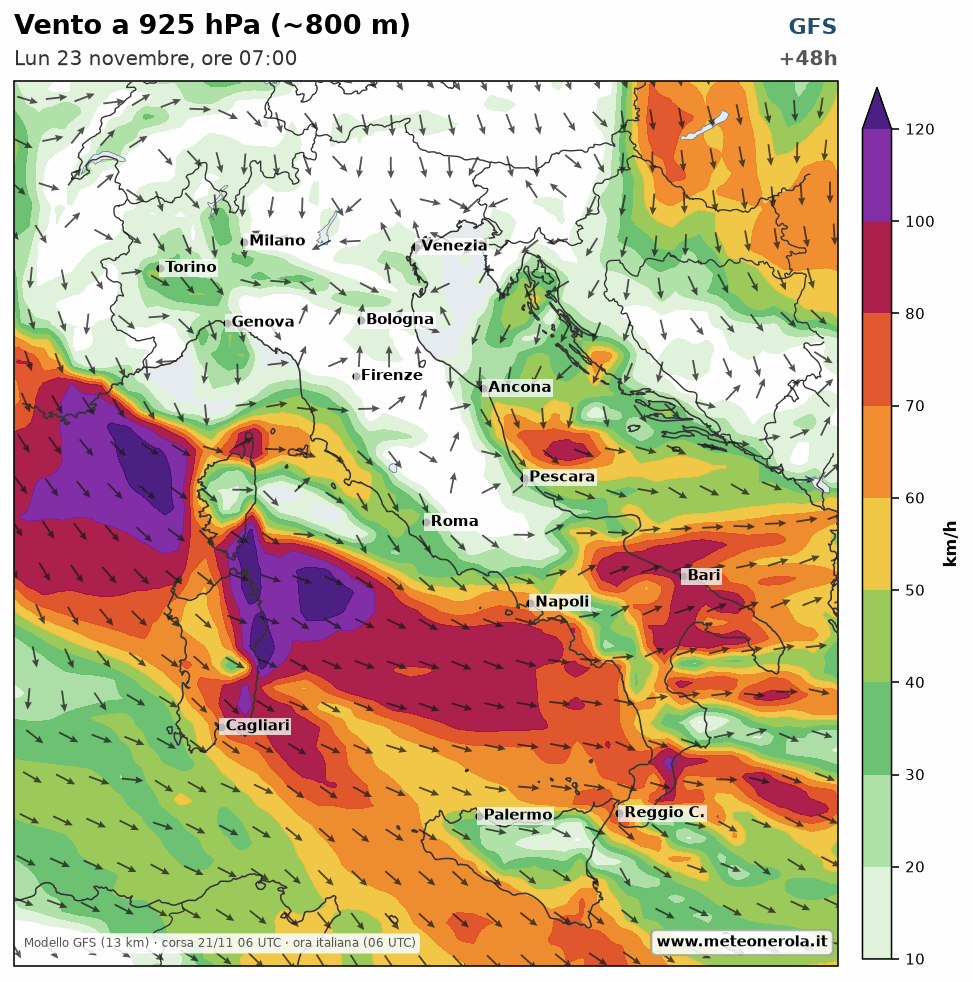 Vento a 925 hPa (~800 m)
GFS
Lun 23 novembre, ore 07:00
+48h
120
100
Milano
Venezia
Torino
80
Genova
Bologna
Firenze
Ancona
70
Pescara
60
Roma
km/h
Bari
50
Napoli
40
Cagliari
30
Palermo
Reggio C.
20
Modello GFS (13 km) · corsa 21/11 06 UTC · ora italiana (06 UTC)
www.meteonerola.it
10